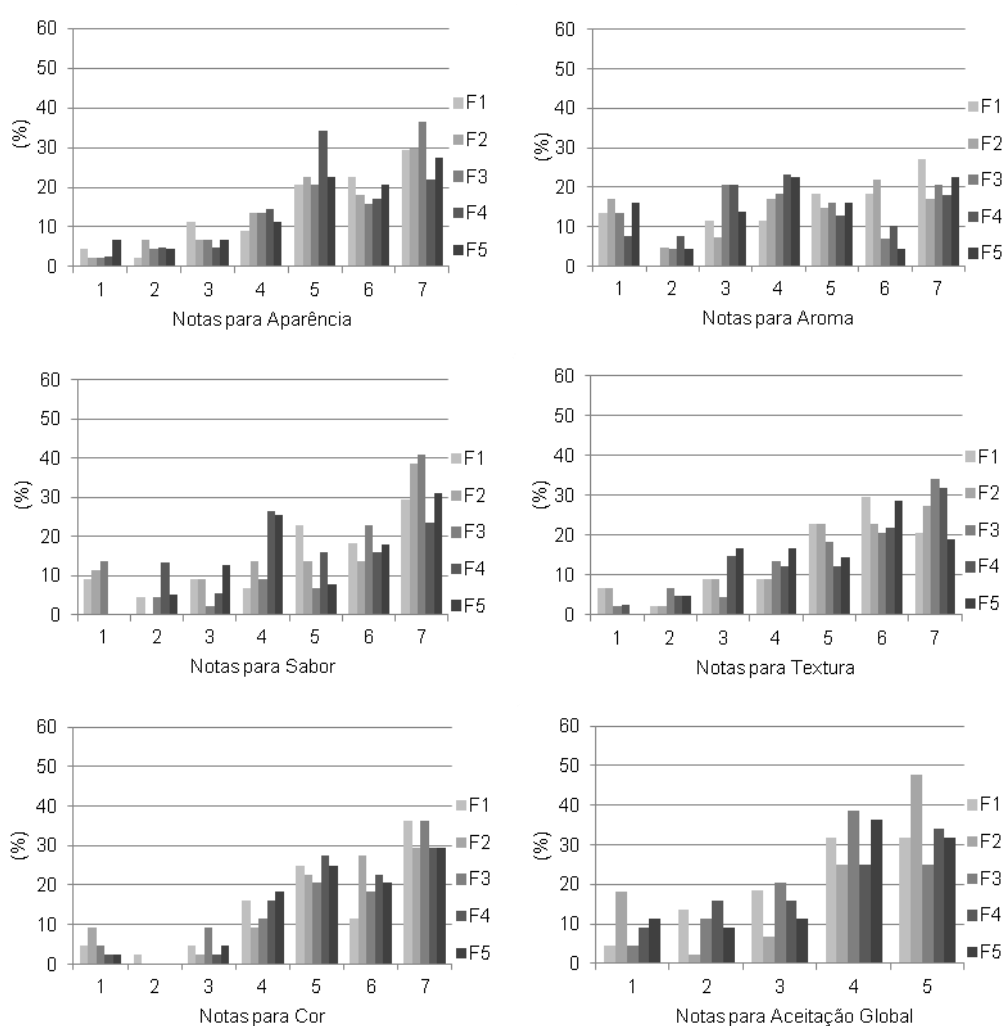 60
50
40
30
20
10
0
(%)
1 2 3 4 5 6 7
Notas para Aparência
F1
F2
F3
F4
F5
60
50
40
30
20
10
0
(%)
1 2 3 4 5 6 7
Notas para Aroma
F1
F2
F3
F4
F5
60
50
40
30
20
10
0
(%)
1 2 3 4 5 6 7
Notas para Sabor
F1
F2
F3
F4
F5
60
50
40
30
20
10
0
(%)
1 2 3 4 5 6 7
Notas para Textura
F1
F2
F3
F4
F5
60
50
40
30
20
10
0
(%)
1 2 3 4 5 6 7
Notas para Cor
F1
F2
F3
F4
F5
60
50
40
30
20
10
0
(%)
1 2 3 4 5
Notas para Aceitação Global
F1
F2
F3
F4
F5